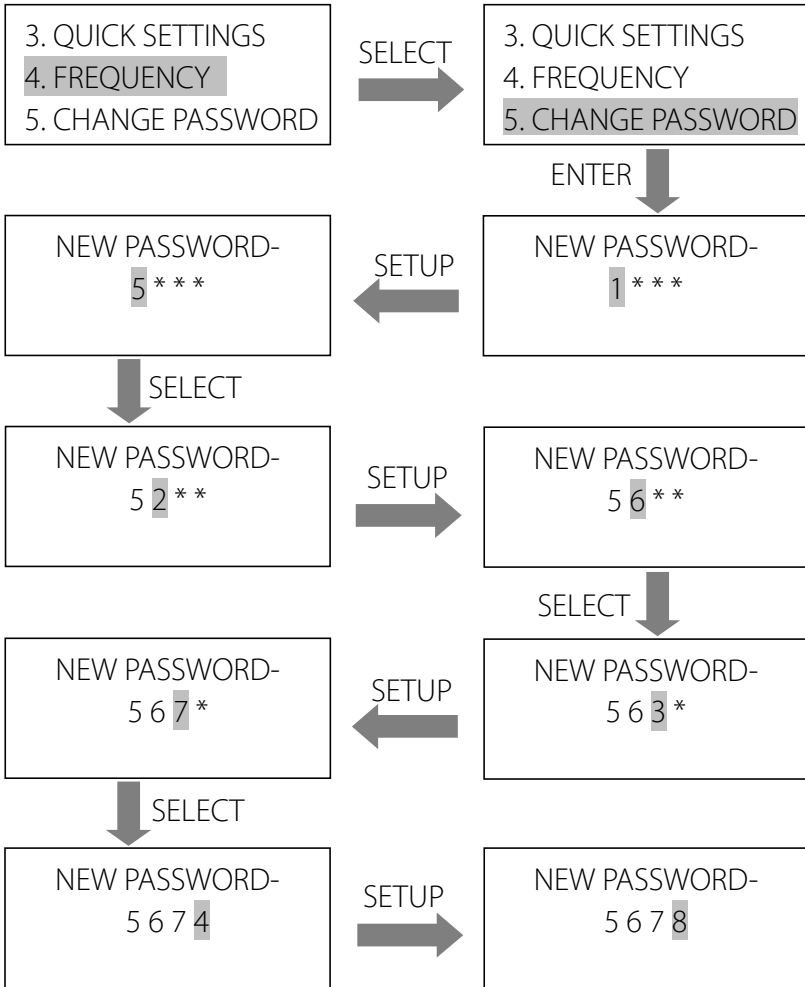 3. QUICK SETTINGS
4. FREQUENCY
5. CHANGE PASSWORD
SELECT
3. QUICK SETTINGS
4. FREQUENCY
5. CHANGE PASSWORD
ENTER
NEW PASSWORD-
1 * * *
SETUP
NEW PASSWORD-
5 * * *
SELECT
NEW PASSWORD-
5 2 * *
SETUP
NEW PASSWORD-
5 6 * *
SELECT
NEW PASSWORD-
5 6 3 *
SETUP
NEW PASSWORD-
5 6 7 *
SELECT
NEW PASSWORD-
5 6 7 4
SETUP
NEW PASSWORD-
5 6 7 8